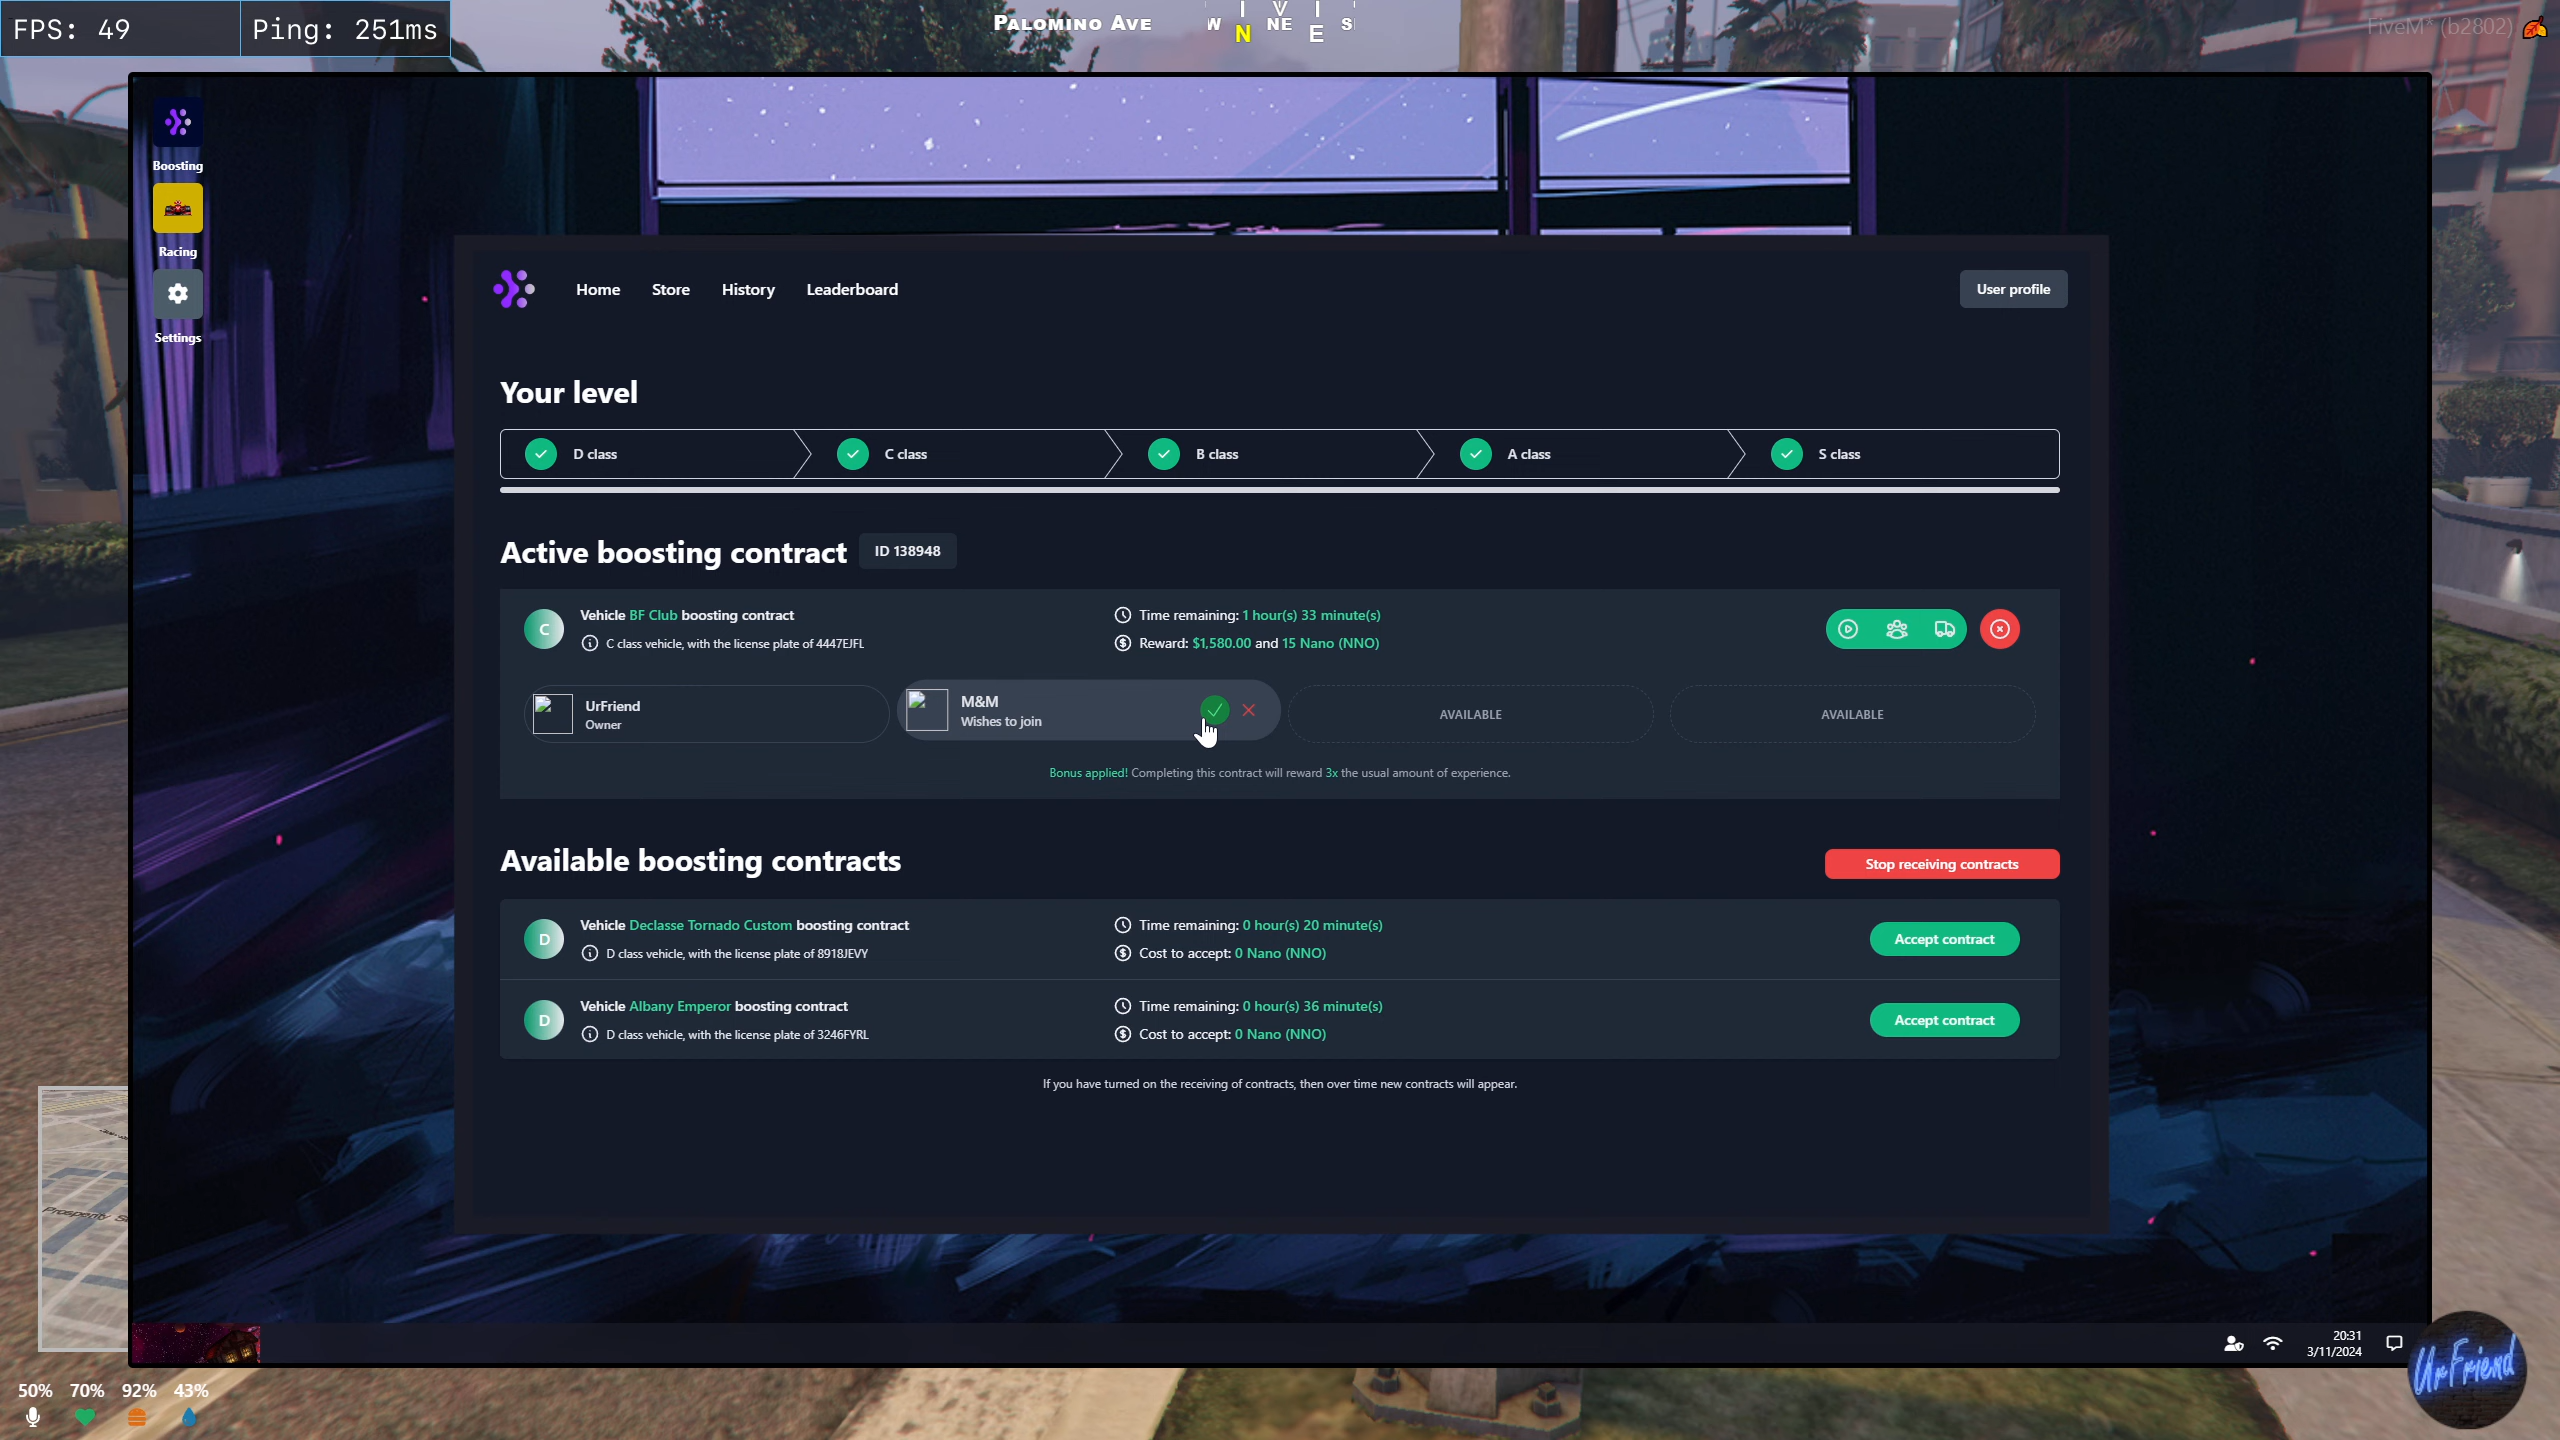 FPS: 49
Ping: 251ms
PALOMINO AVE
W N NE E S
FiveM* (b2802)
Boosting
Racing
Settings
Home
Store
History
Leaderboard
User profile
Your level
D class
C class
B class
A class
S class
Active boosting contract
ID 138948
C
Vehicle BF Club boosting contract
C class vehicle, with the license plate of 4447EJFL
Time remaining: 1 hour(s) 33 minute(s)
Reward: $1,580.00 and 15 Nano (NNO)
UrFriend
Owner
M&M
Wishes to join
AVAILABLE
AVAILABLE
Bonus applied! Completing this contract will reward 3x the usual amount of experience.
Available boosting contracts
Stop receiving contracts
D
Vehicle Declasse Tornado Custom boosting contract
D class vehicle, with the license plate of 8918JEVY
Time remaining: 0 hour(s) 20 minute(s)
Cost to accept: 0 Nano (NNO)
Accept contract
D
Vehicle Albany Emperor boosting contract
D class vehicle, with the license plate of 3246FYRL
Time remaining: 0 hour(s) 36 minute(s)
Cost to accept: 0 Nano (NNO)
Accept contract
If you have turned on the receiving of contracts, then over time new contracts will appear.
Prosperity S
20:31
3/11/2024
UrFriend
50% 70% 92% 43%